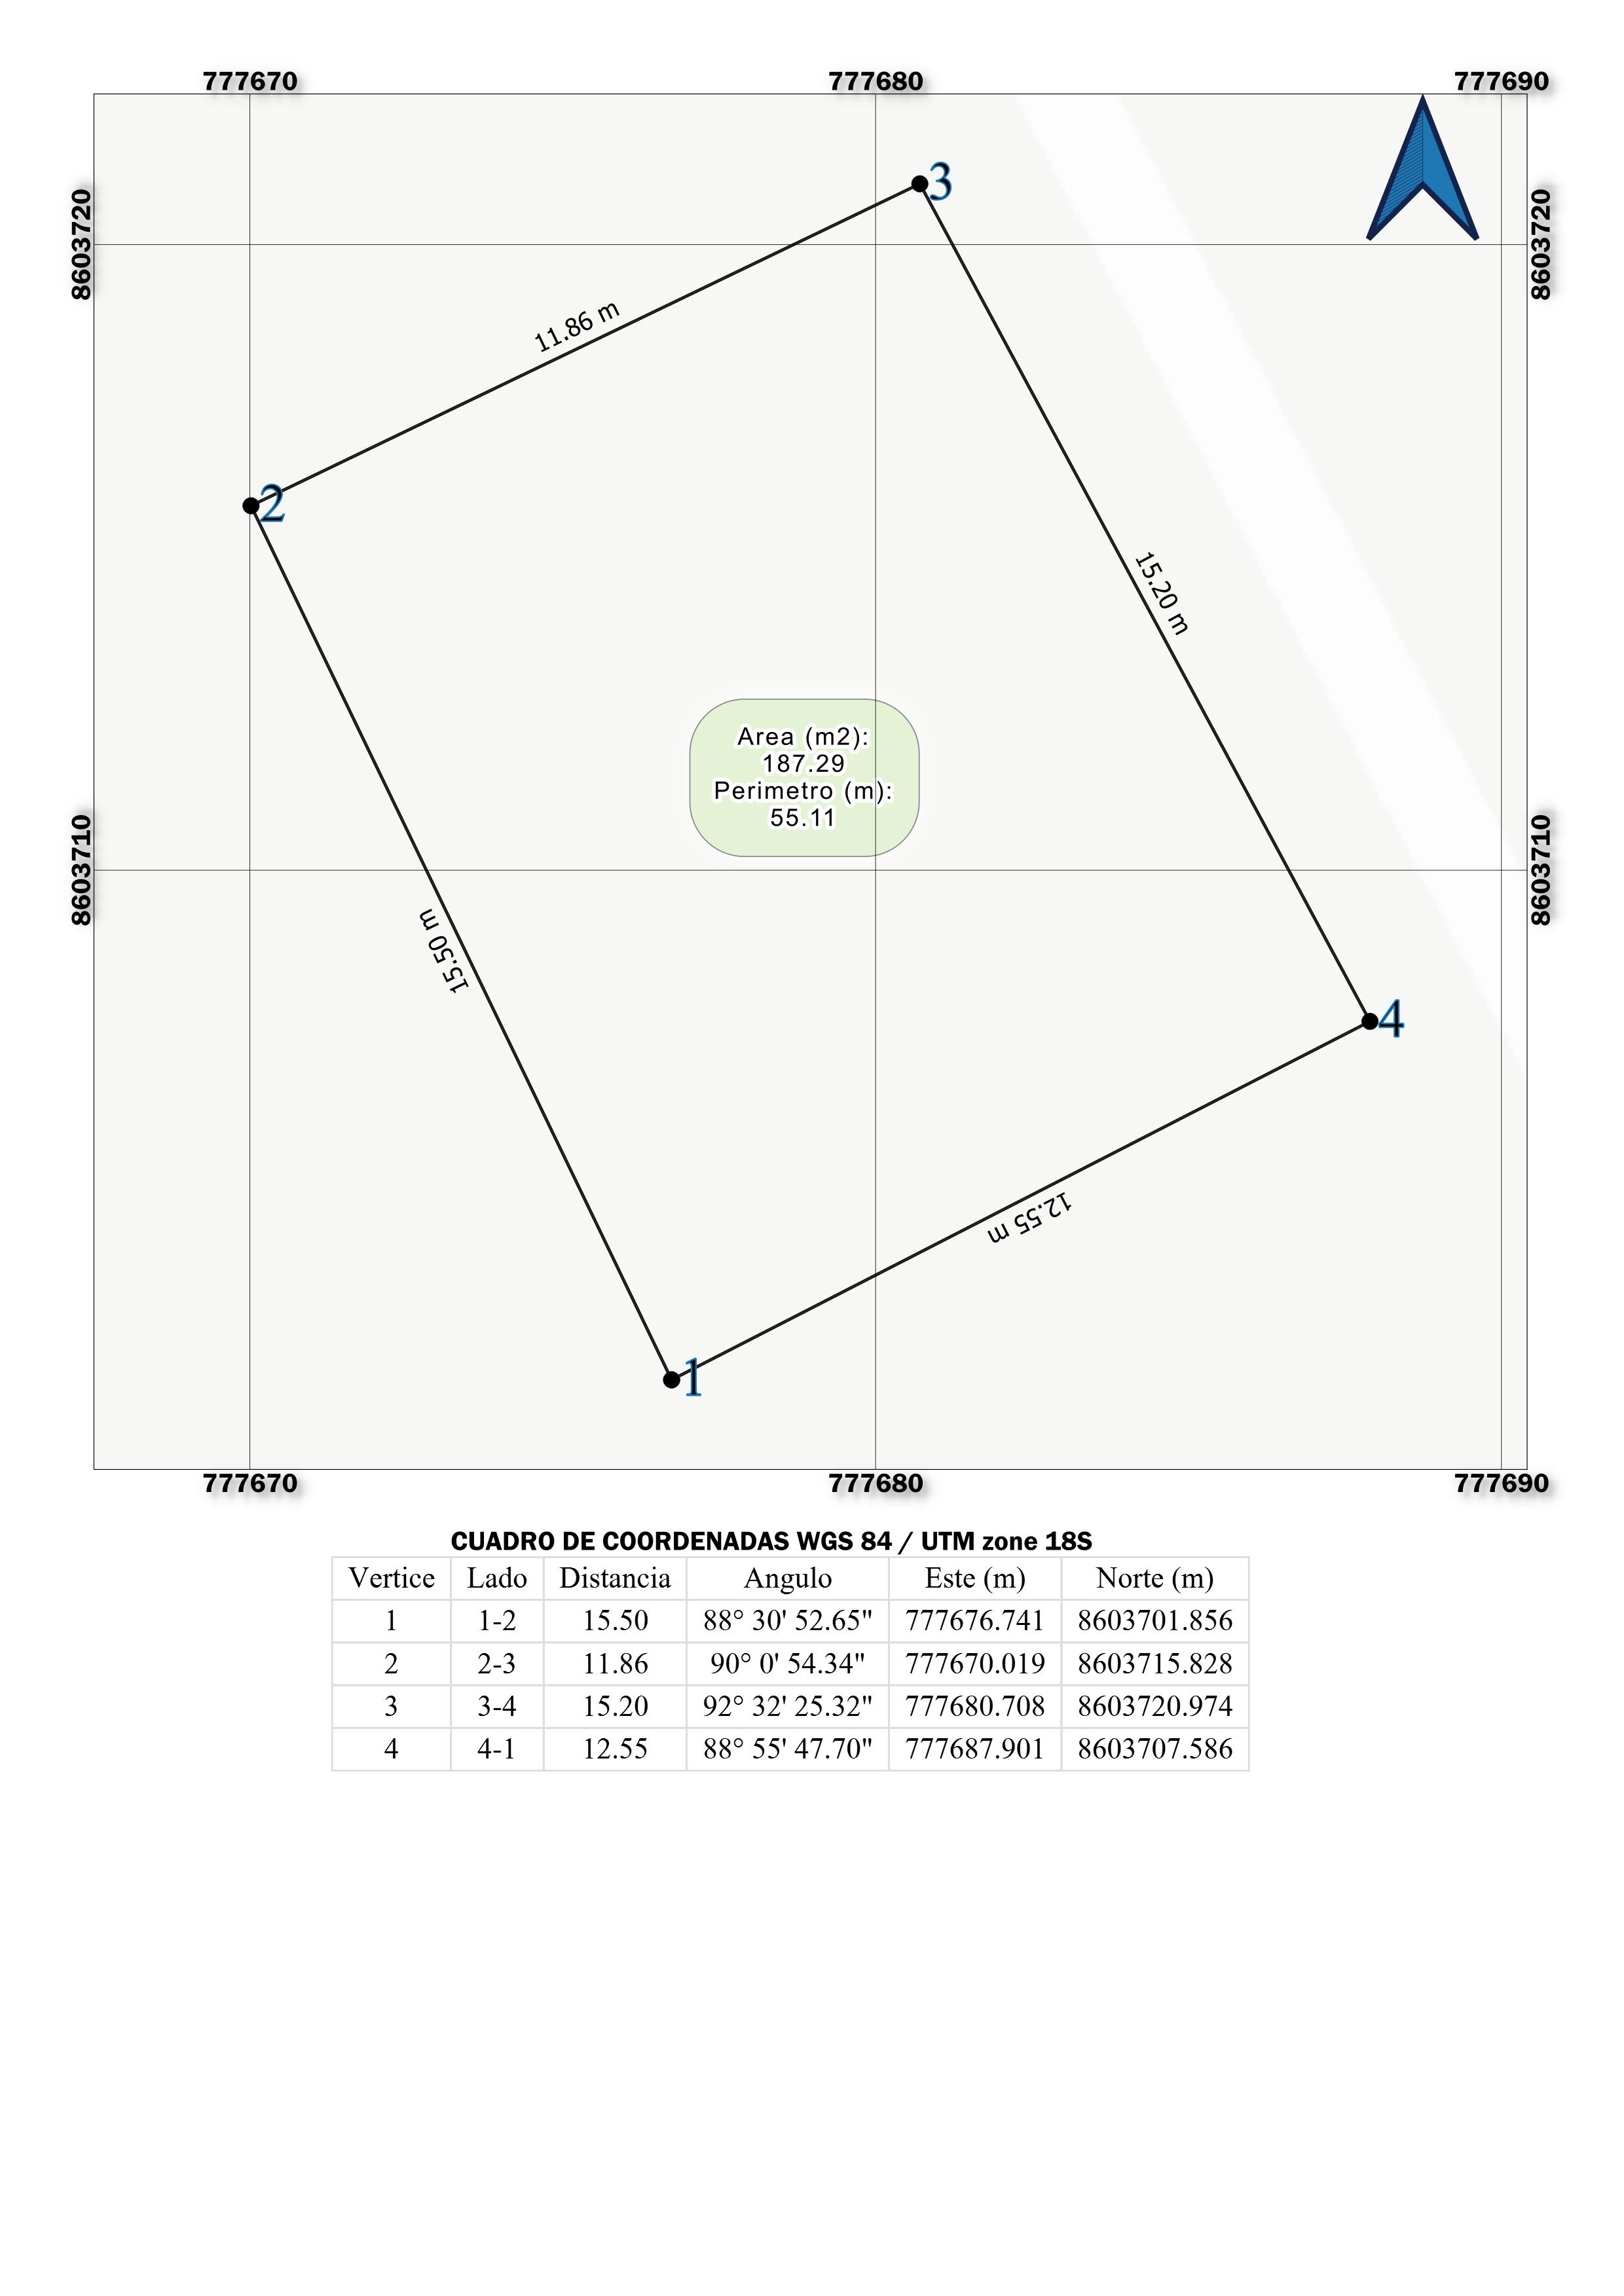 777670 777680 777690
8603720 8603720
3
11.86 m
2
15.20 m
Area (m2):
187.29
Perimetro (m):
55.11
8603710 8603710
15.50 m
4
12.55 m
1
777670 777680 777690
CUADRO DE COORDENADAS WGS 84 / UTM zone 18S
Vertice Lado Distancia Angulo Este (m) Norte (m)
1 1-2 15.50 88° 30' 52.65" 777676.741 8603701.856
2 2-3 11.86 90° 0' 54.34" 777670.019 8603715.828
3 3-4 15.20 92° 32' 25.32" 777680.708 8603720.974
4 4-1 12.55 88° 55' 47.70" 777687.901 8603707.586